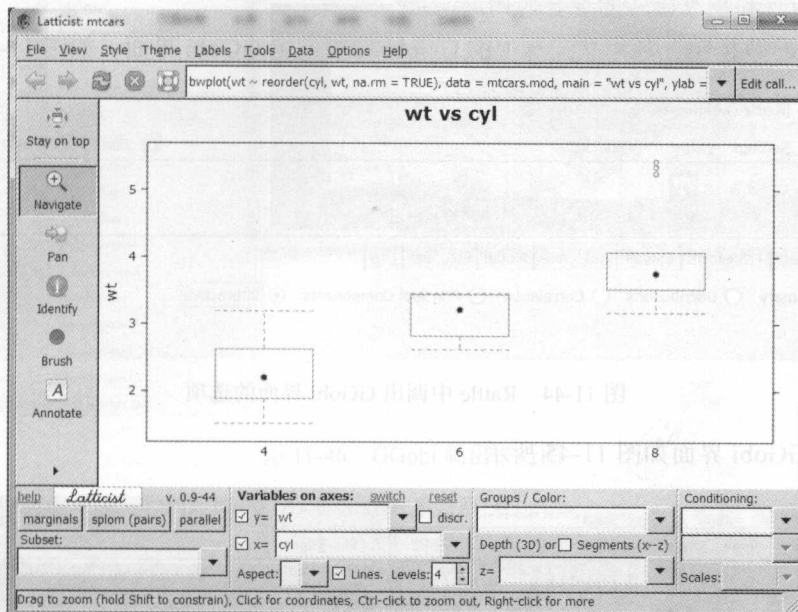 Latticist: mtcars
File View Style Theme Labels Tools Data Options Help
bwplot(wt ~ reorder(cyl, wt, na.rm = TRUE), data = mtcars.mod, main = "wt vs cyl", ylab =
Edit call...
Stay on top
Navigate
Pan
Identify
Brush
A
Annotate
wt vs cyl
wt
5
4
3
2
4 6 8
help Latticist v. 0.9-44
marginals splom (pairs) parallel
Subset:
Variables on axes: switch reset
y= wt discr.
x= cyl
Aspect: Lines. Levels: 4
Groups / Color:
Depth (3D) or Segments (x--z)
z=
Conditioning:
Scales:
Drag to zoom (hold Shift to constrain), Click for coordinates, Ctrl-click to zoom out, Right-click for more